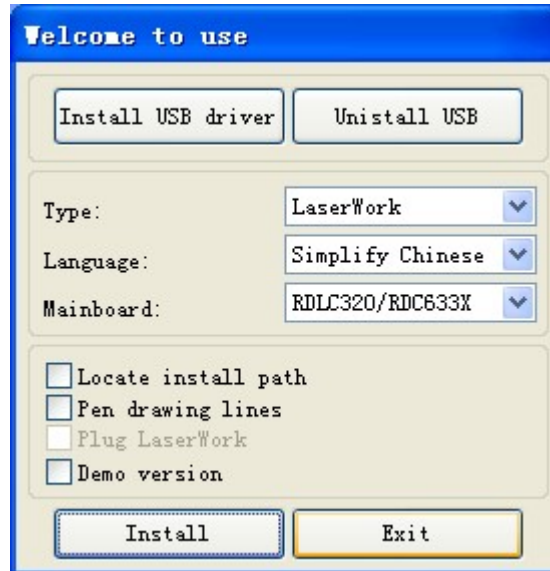 Welcome to use
Install USB driver Unistall USB
Type: LaserWork
Language: Simplify Chinese
Mainboard: RDLC320/RDC633X
Locate install path
Pen drawing lines
Plug LaserWork
Demo version
Install Exit